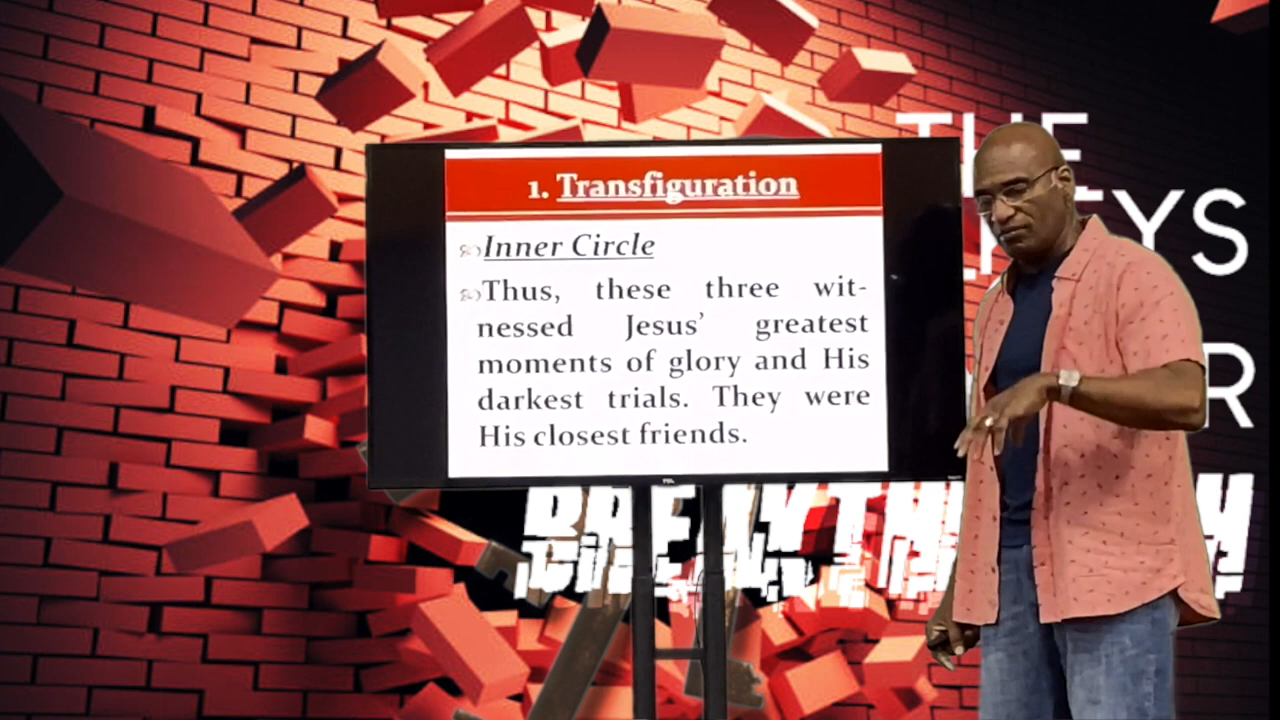 1. Transfiguration
Inner Circle
Thus, these three wit-
nessed Jesus' greatest
moments of glory and His
darkest trials. They were
His closest friends.
THE